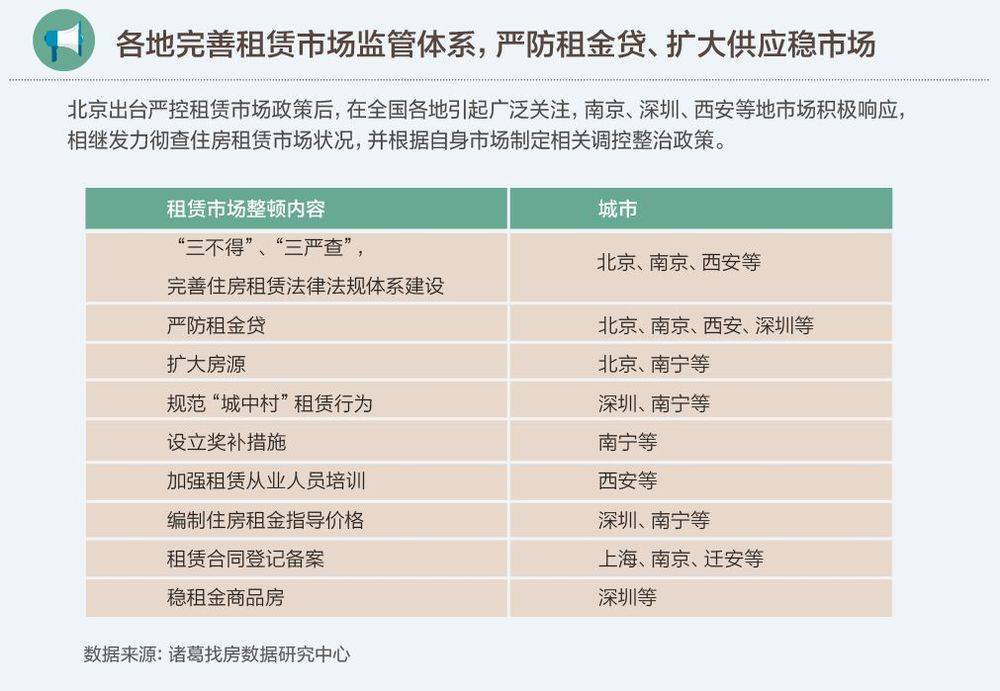 各地完善租赁市场监管体系，严防租金贷、扩大供应稳市场
北京出台严控租赁市场政策后，在全国各地引起广泛关注，南京、深圳、西安等地市场积极响应，
相继发力彻查住房租赁市场状况，并根据自身市场制定相关调控整治政策。
租赁市场整顿内容 城市
“三不得”、“三严查”，
完善住房租赁法律法规体系建设 北京、南京、西安等
严防租金贷 北京、南京、西安、深圳等
扩大房源 北京、南宁等
规范“城中村”租赁行为 深圳、南宁等
设立奖补措施 南宁等
加强租赁从业人员培训 西安等
编制住房租金指导价格 深圳、南宁等
租赁合同登记备案 上海、南京、迁安等
稳租金商品房 深圳等
数据来源：诸葛找房数据研究中心